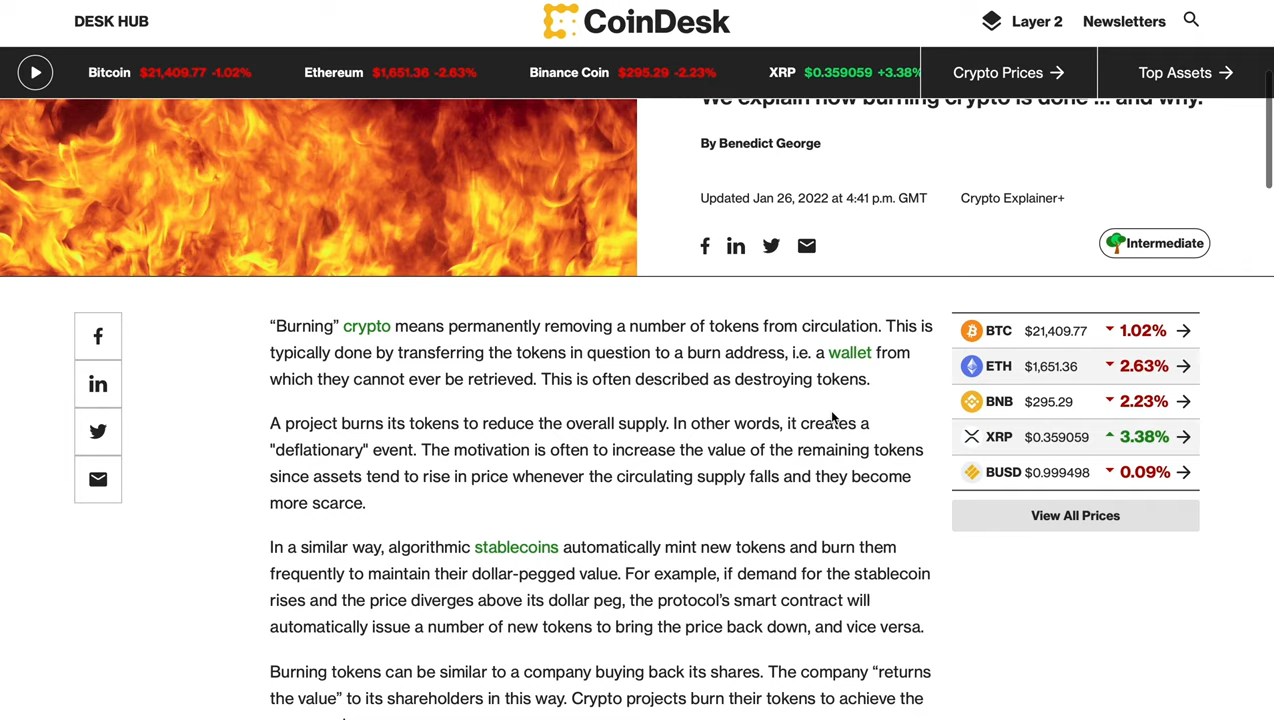 DESK HUB
CoinDesk
Layer 2
Newsletters
Bitcoin $21,409.77 -1.02%
Ethereum $1,651.36 -2.63%
Binance Coin $295.29 -2.23%
XRP $0.359059 +3.38%
Crypto Prices
Top Assets
We explain how burning crypto is done ... and why.
By Benedict George
Updated Jan 26, 2022 at 4:41 p.m. GMT
Crypto Explainer+
Intermediate
“Burning” crypto means permanently removing a number of tokens from circulation. This is
typically done by transferring the tokens in question to a burn address, i.e. a wallet from
which they cannot ever be retrieved. This is often described as destroying tokens.
A project burns its tokens to reduce the overall supply. In other words, it creates a
"deflationary” event. The motivation is often to increase the value of the remaining tokens
since assets tend to rise in price whenever the circulating supply falls and they become
more scarce.
In a similar way, algorithmic stablecoins automatically mint new tokens and burn them
frequently to maintain their dollar-pegged value. For example, if demand for the stablecoin
rises and the price diverges above its dollar peg, the protocol’s smart contract will
automatically issue a number of new tokens to bring the price back down, and vice versa.
Burning tokens can be similar to a company buying back its shares. The company “returns
the value” to its shareholders in this way. Crypto projects burn their tokens to achieve the
BTC $21,409.77 1.02%
ETH $1,651.36 2.63%
BNB $295.29 2.23%
XRP $0.359059 3.38%
BUSD $0.999498 0.09%
View All Prices